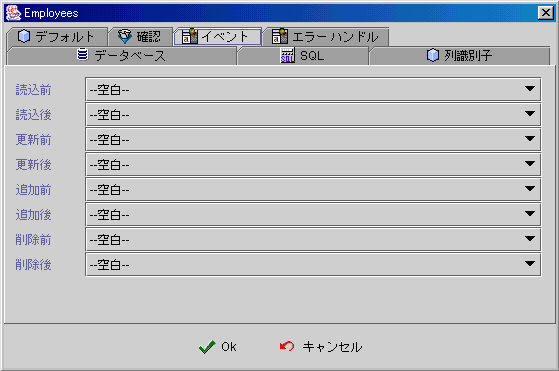 Employees
デフォルト 確認 イベント エラー ハンドル
データベース SQL 列識別子
読込前 --空白--
読込後 --空白--
更新前 --空白--
更新後 --空白--
追加前 --空白--
追加後 --空白--
削除前 --空白--
削除後 --空白--
Ok キャンセル